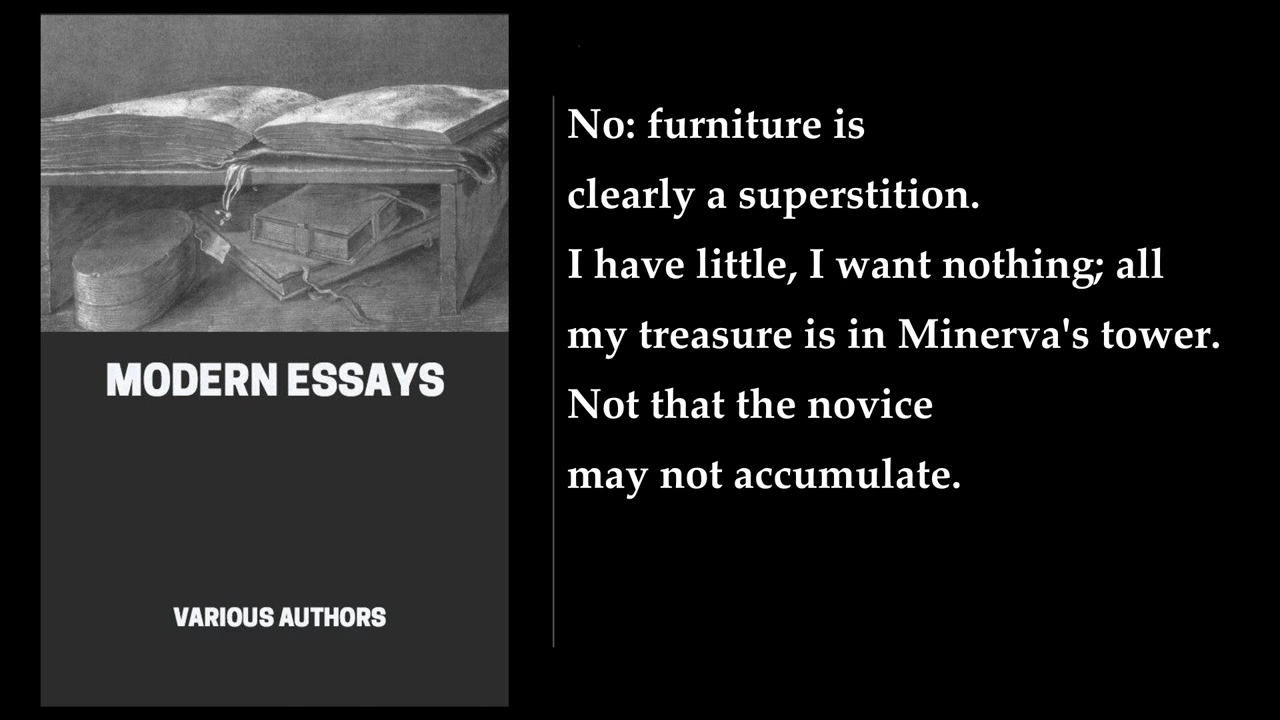 MODERN ESSAYS
VARIOUS AUTHORS
No: furniture is
clearly a superstition.
I have little, I want nothing; all
my treasure is in Minerva's tower.
Not that the novice
may not accumulate.